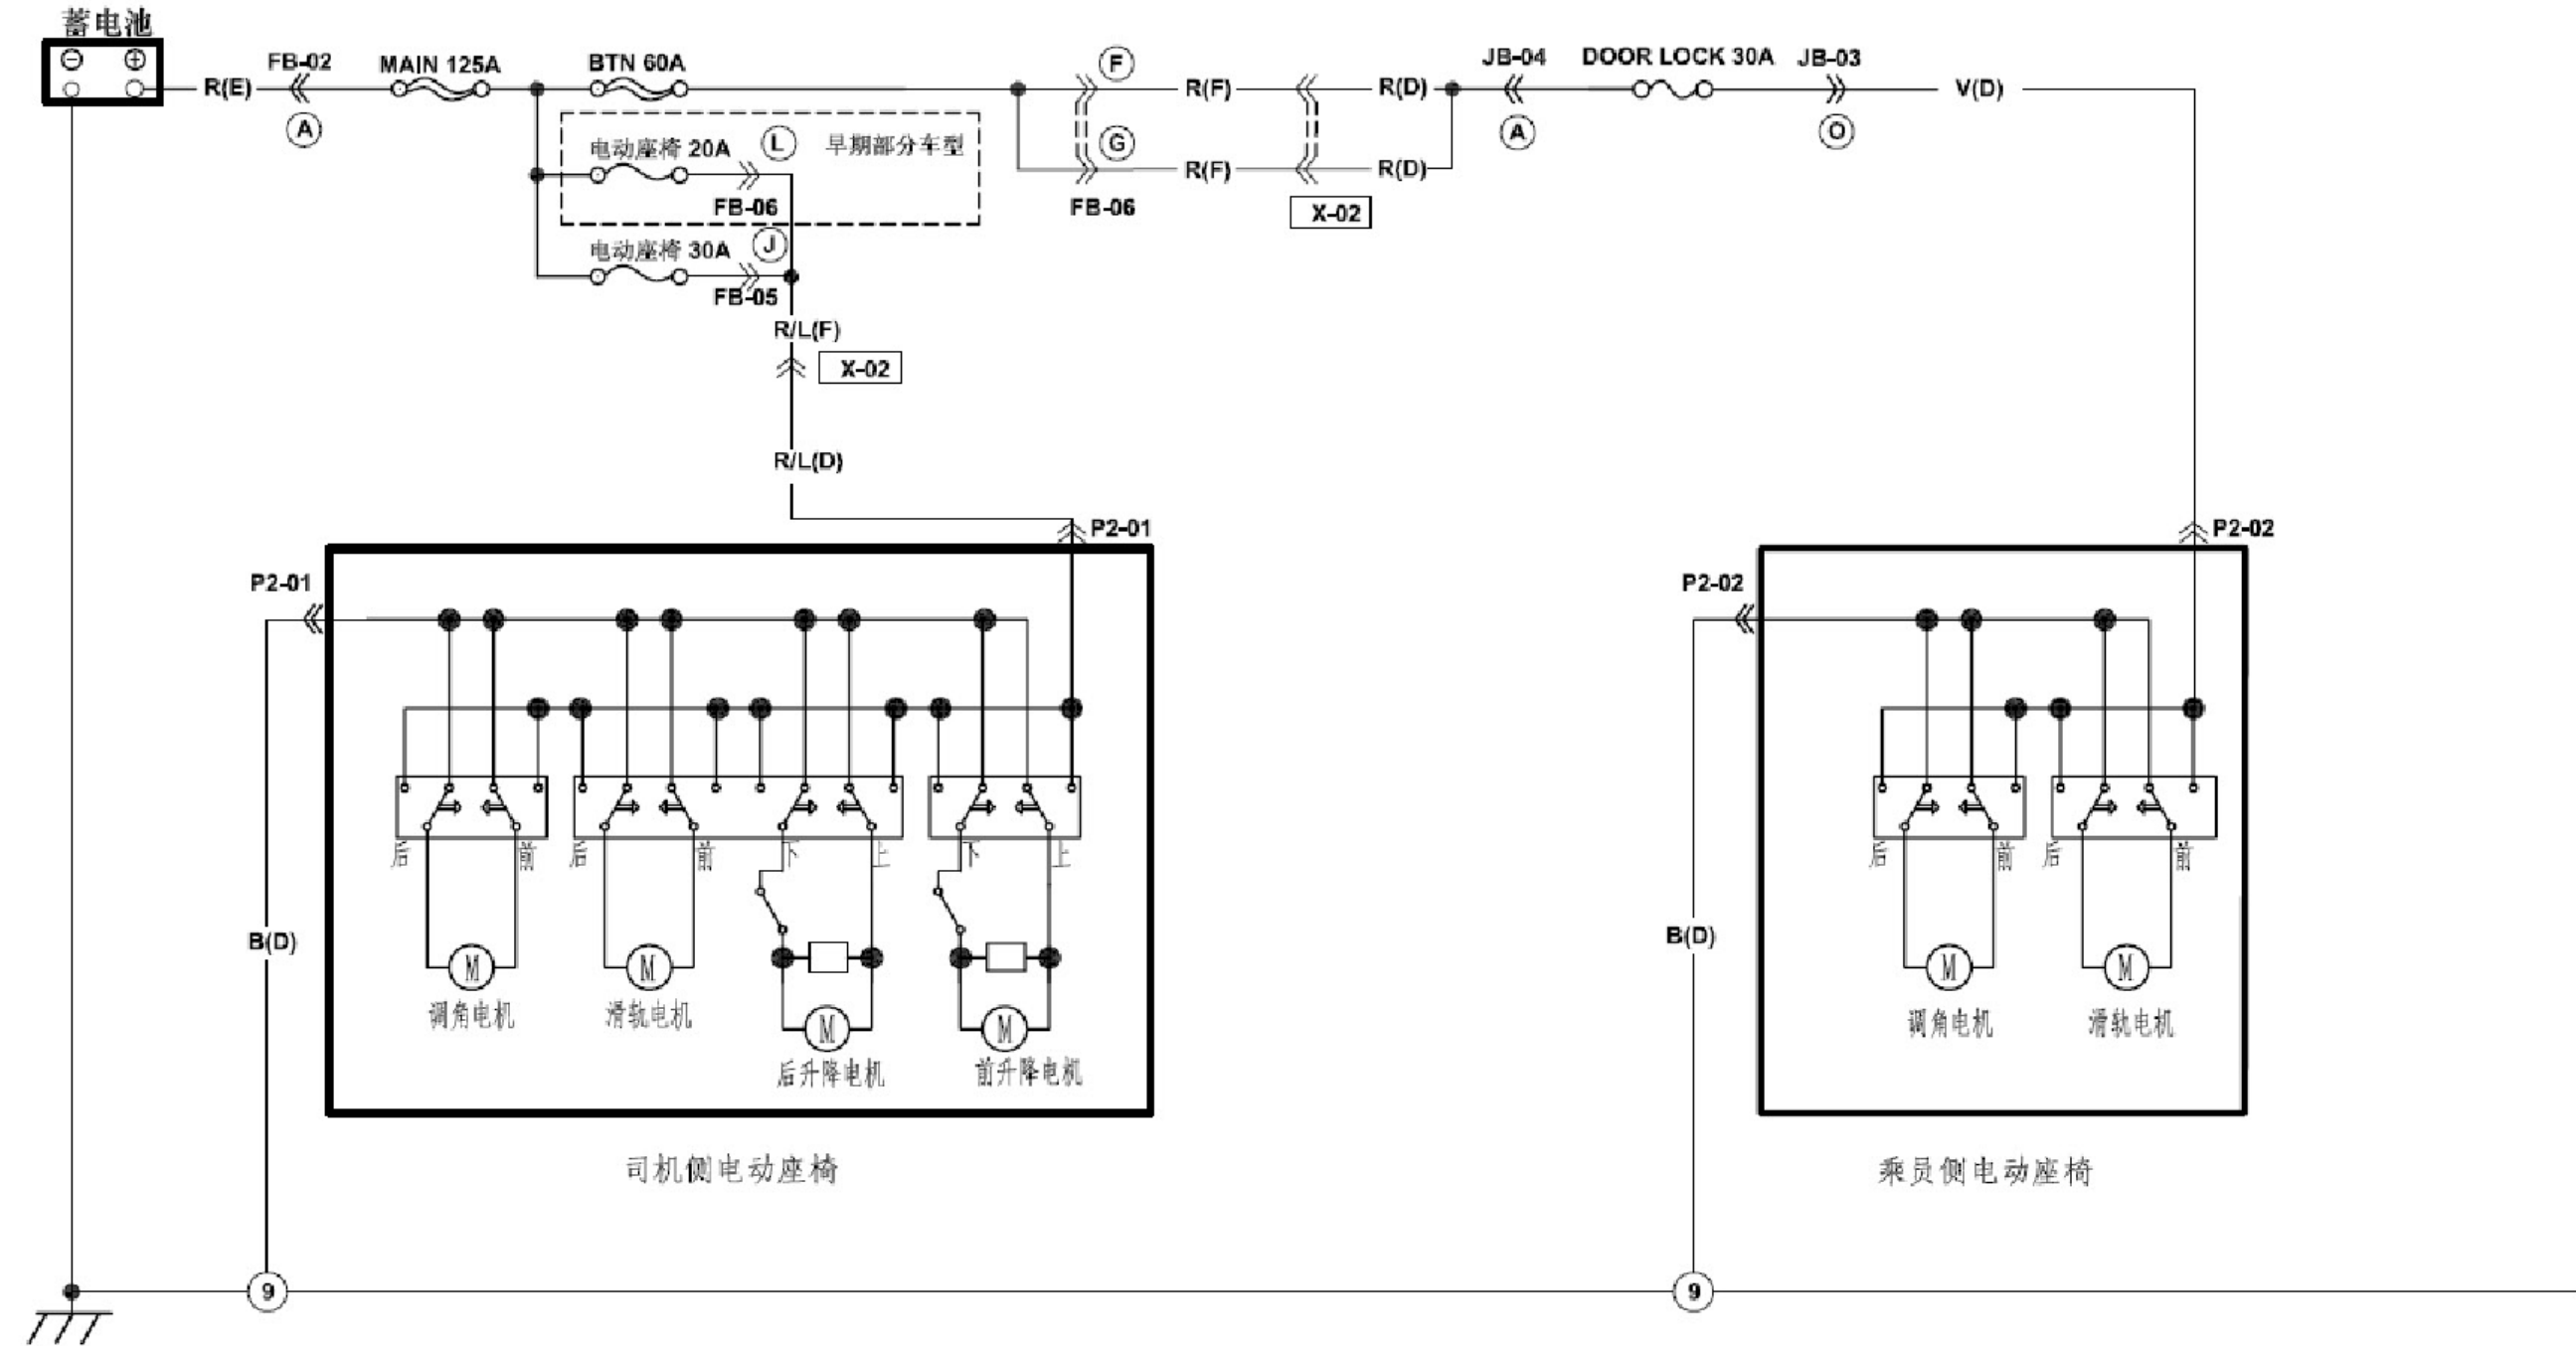 蓄电池
⊖ ⊕
R(E)
FB-02
A
MAIN 125A
BTN 60A
F
R(F)
R(D)
JB-04
A
DOOR LOCK 30A
JB-03
O
V(D)
电动座椅 20A
L
早期部分车型
FB-06
G
R(F)
R(D)
FB-06
X-02
电动座椅 30A
J
FB-05
R/L(F)
X-02
R/L(D)
P2-01
P2-02
P2-01
P2-02
后 前 后 前 下 上 下 上
后 前 后 前
B(D)
B(D)
M
M
M
M
M
M
调角电机
滑轨电机
后升降电机
前升降电机
调角电机
滑轨电机
司机侧电动座椅
乘员侧电动座椅
9
9